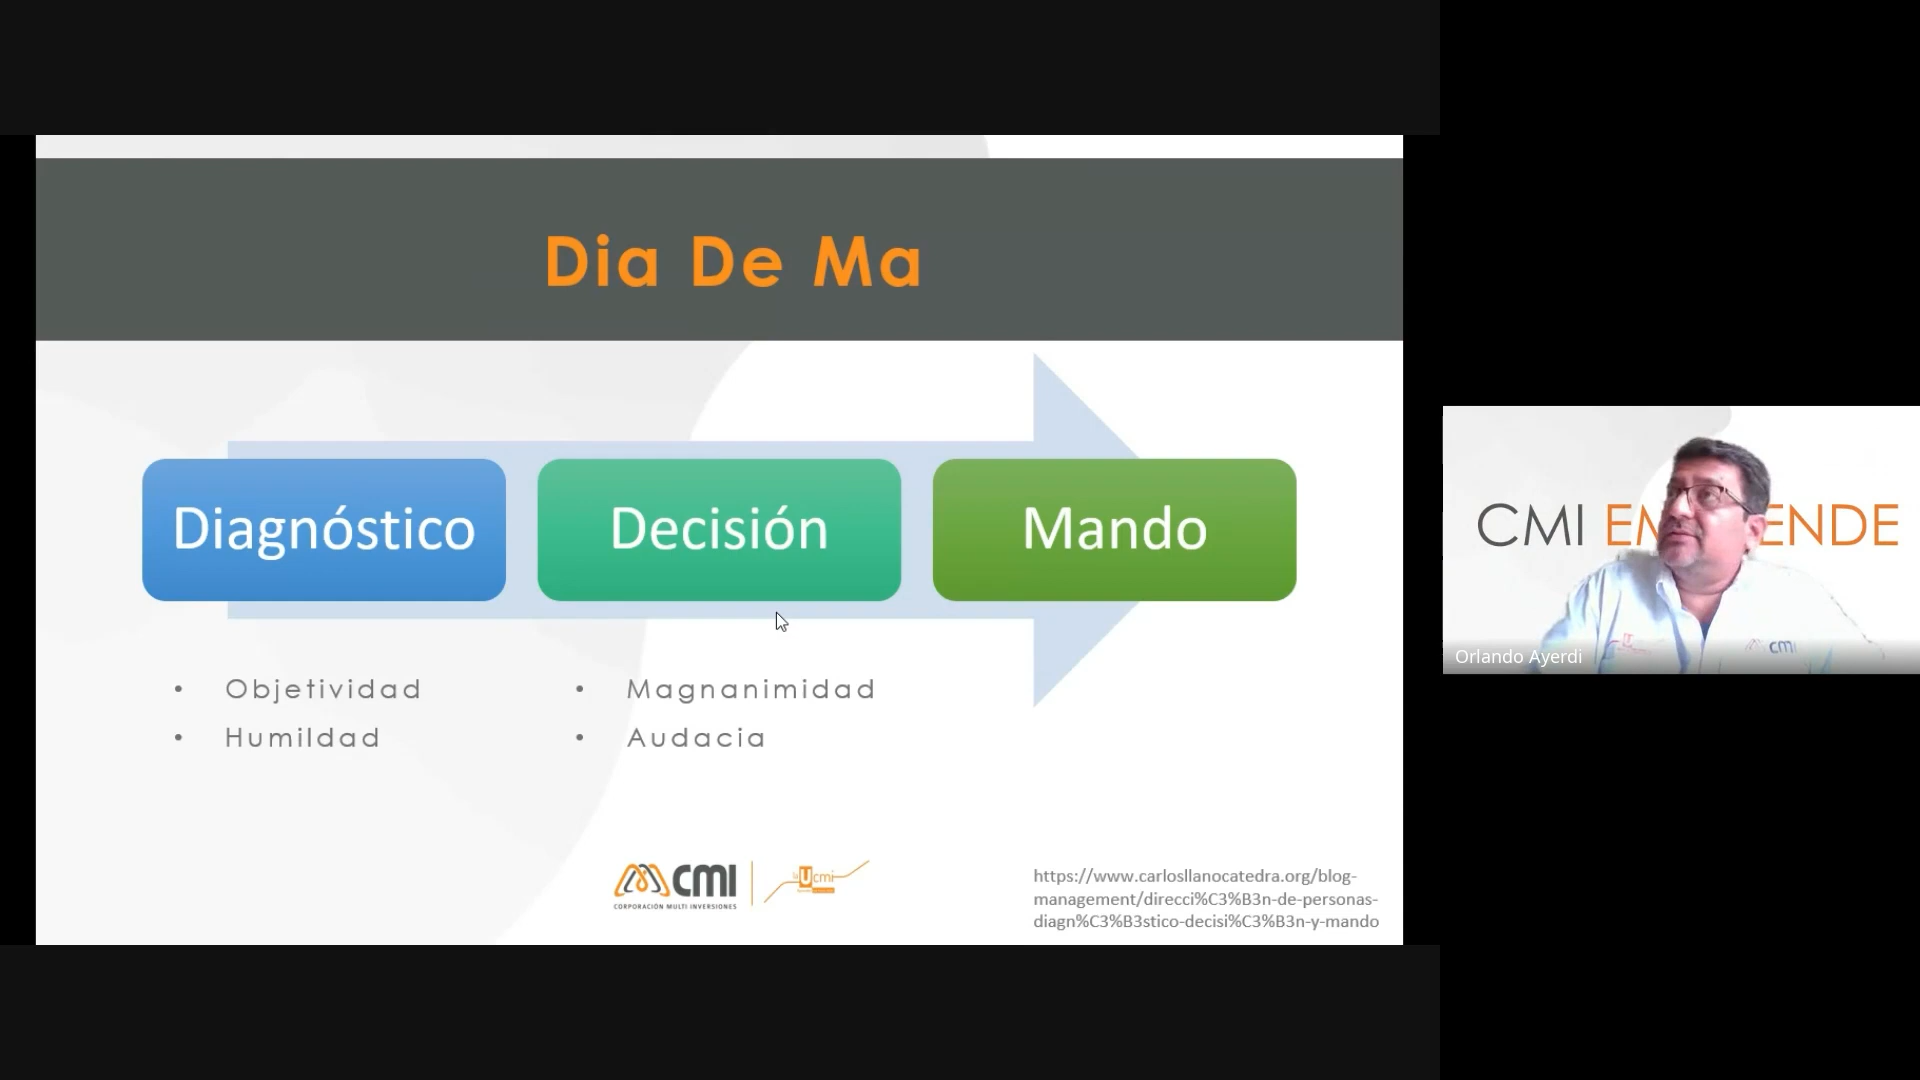 Dia De Ma
Diagnóstico
Decisión
Mando
• Objetividad
• Humildad
• Magnanimidad
• Audacia
cmi
CORPORACIÓN MULTI INVERSIONES
Ucmi
https://www.carlosllanocatedra.org/blog-
management/direcci%C3%B3n-de-personas-
diagn%C3%B3stico-decisi%C3%B3n-y-mando
CMI EM ENDE
cmi
Orlando Ayerdi